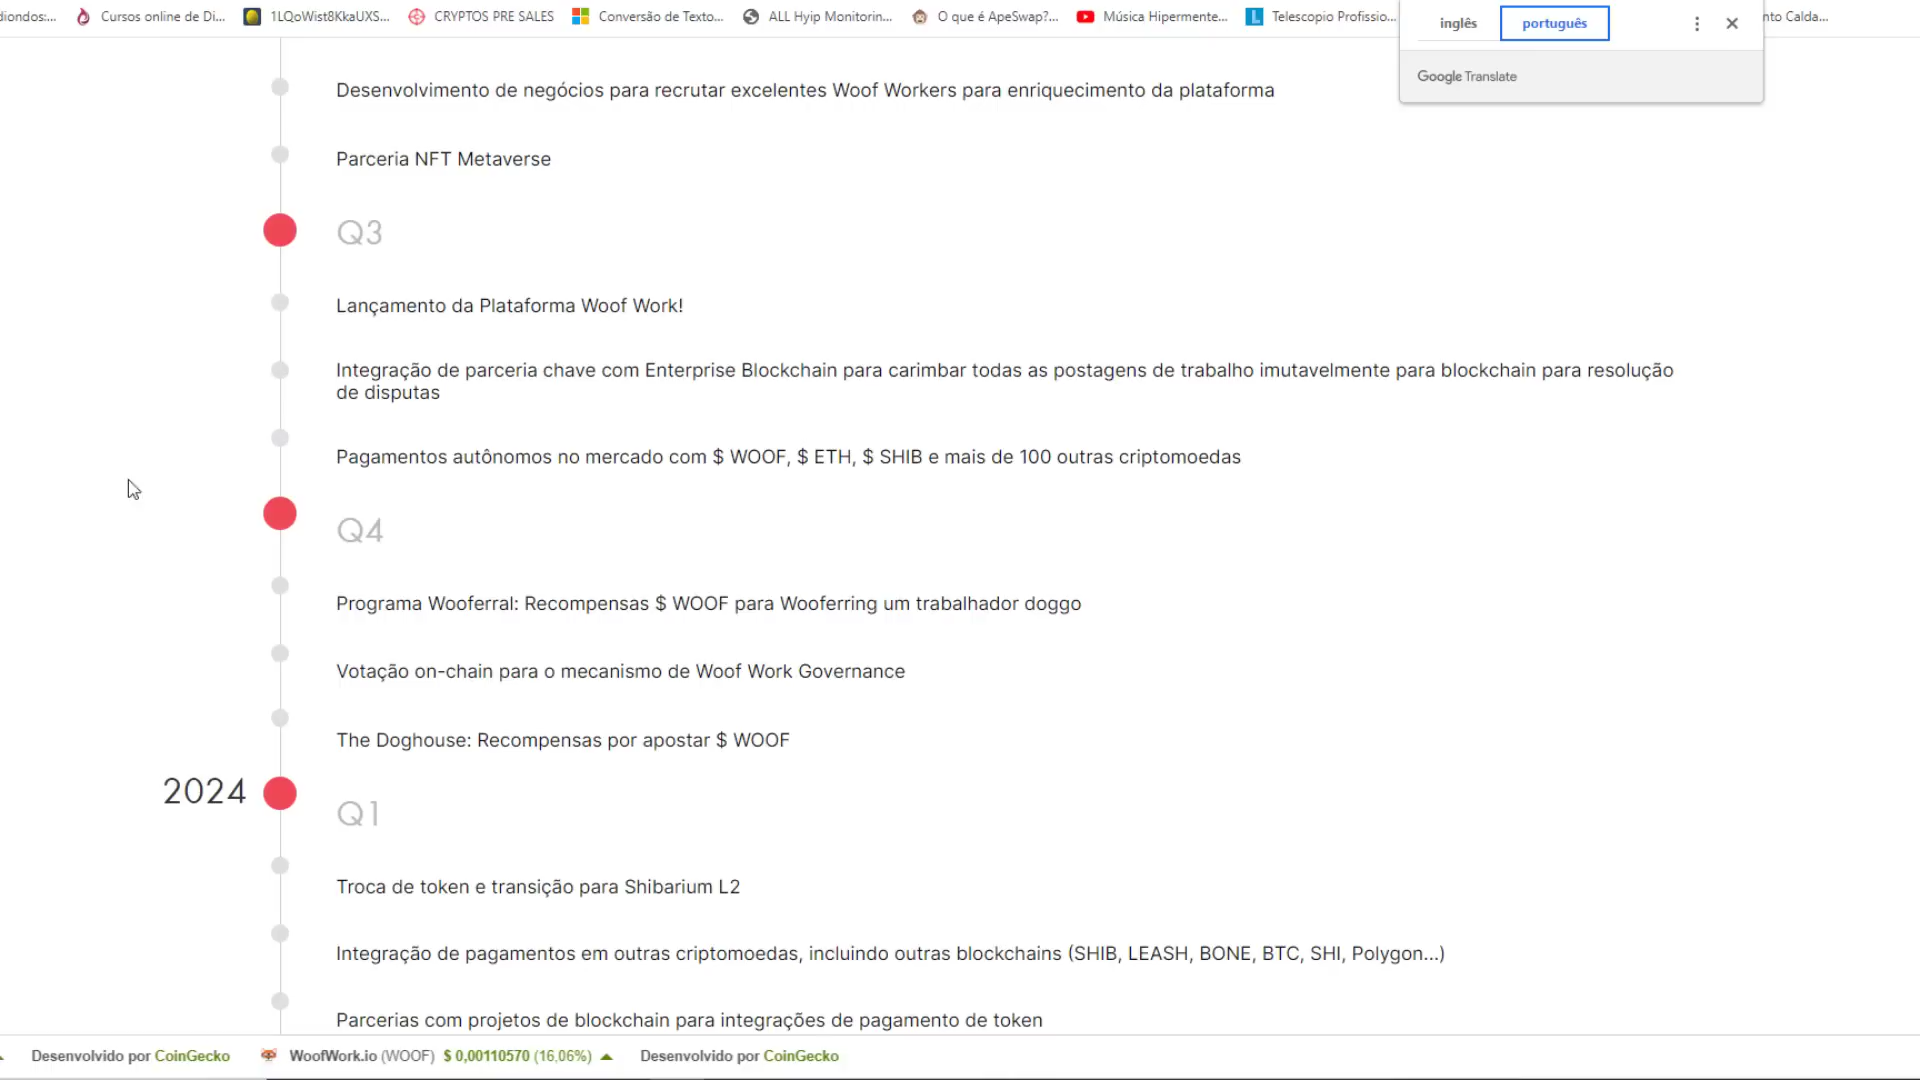 diondos:... Cursos online de Di... 1LQoWist8KkaUXS... CRYPTOS PRE SALES Conversão de Texto... ALL Hyip Monitorin... O que é ApeSwap?... Música Hipermente... Telescopio Profissio... nto Calda...
inglês português
Google Translate
Desenvolvimento de negócios para recrutar excelentes Woof Workers para enriquecimento da plataforma
Parceria NFT Metaverse
Q3
Lançamento da Plataforma Woof Work!
Integração de parceria chave com Enterprise Blockchain para carimbar todas as postagens de trabalho imutavelmente para blockchain para resolução
de disputas
Pagamentos autônomos no mercado com $ WOOF, $ ETH, $ SHIB e mais de 100 outras criptomoedas
Q4
Programa Wooferral: Recompensas $ WOOF para Wooferring um trabalhador doggo
Votação on-chain para o mecanismo de Woof Work Governance
The Doghouse: Recompensas por apostar $ WOOF
2024
Q1
Troca de token e transição para Shibarium L2
Integração de pagamentos em outras criptomoedas, incluindo outras blockchains (SHIB, LEASH, BONE, BTC, SHI, Polygon...)
Parcerias com projetos de blockchain para integrações de pagamento de token
Desenvolvido por CoinGecko WoofWork.io (WOOF) $ 0,00110570 (16,06%) Desenvolvido por CoinGecko